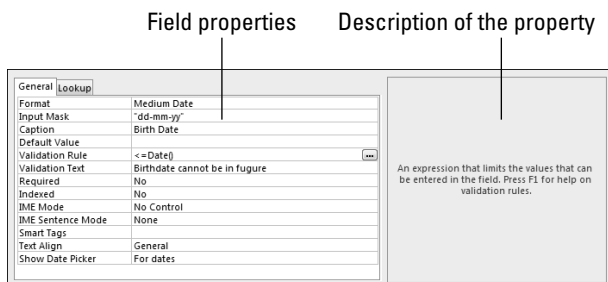 Field properties
Description of the property
General
Lookup
Format Medium Date
Input Mask "dd-mm-yy"
Caption Birth Date
Default Value
Validation Rule <=Date() ...
Validation Text Birthdate cannot be in fugure
Required No
Indexed No
IME Mode No Control
IME Sentence Mode None
Smart Tags
Text Align General
Show Date Picker For dates
An expression that limits the values that can
be entered in the field. Press F1 for help on
validation rules.